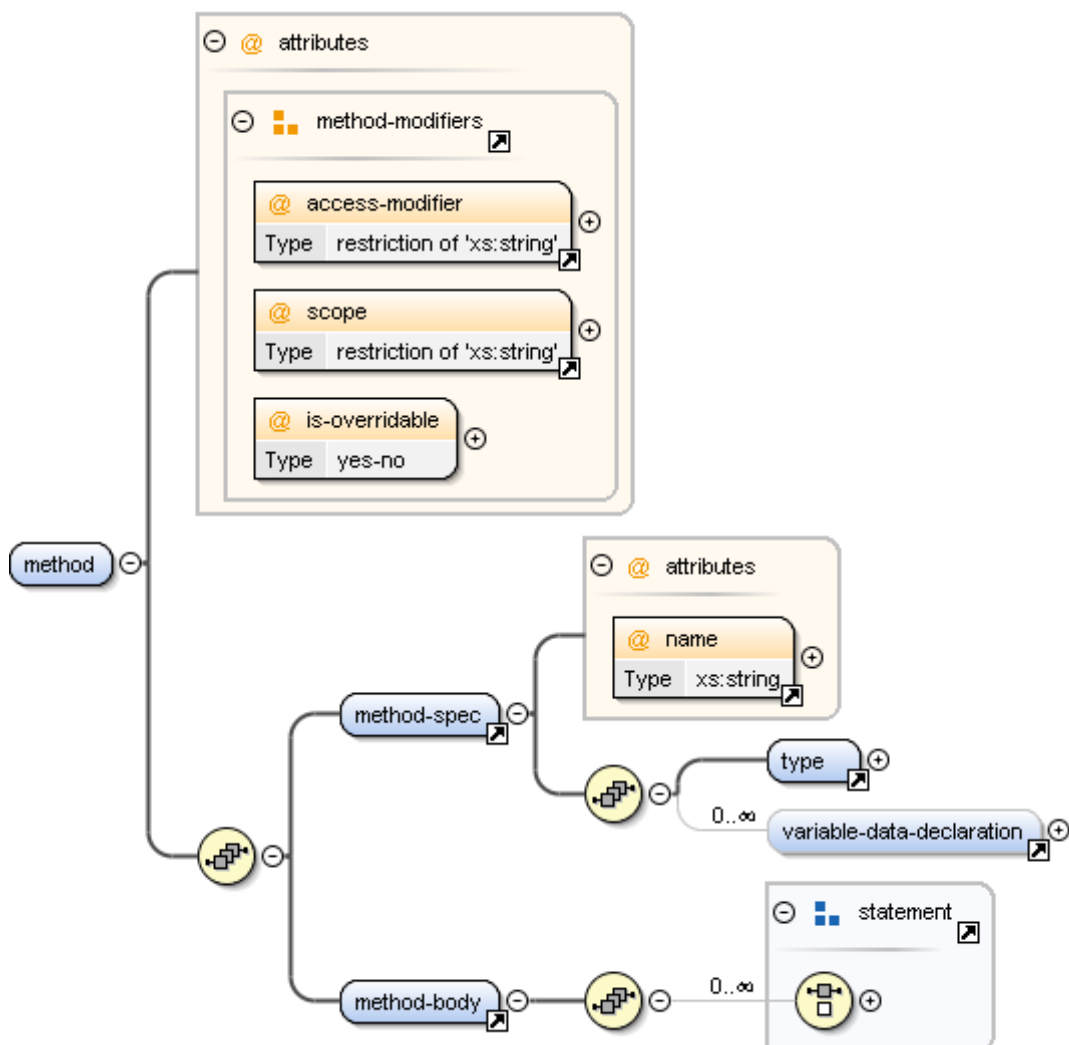 @ attributes
method-modifiers
@ access-modifier
Type restriction of 'xs:string'
@ scope
Type restriction of 'xs:string'
@ is-overridable
Type yes-no
method
@ attributes
@ name
Type xs:string
method-spec
type
0..∞
variable-data-declaration
statement
method-body
0..∞